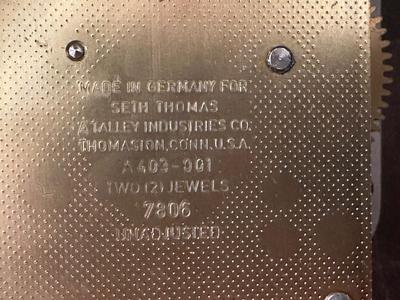 MADE IN GERMANY FOR
SETH THOMAS
A TALLEY INDUSTRIES CO.
THOMASTON, CONN. U.S.A.
A403-001
TWO (2) JEWELS
7806
UNADJUSTED